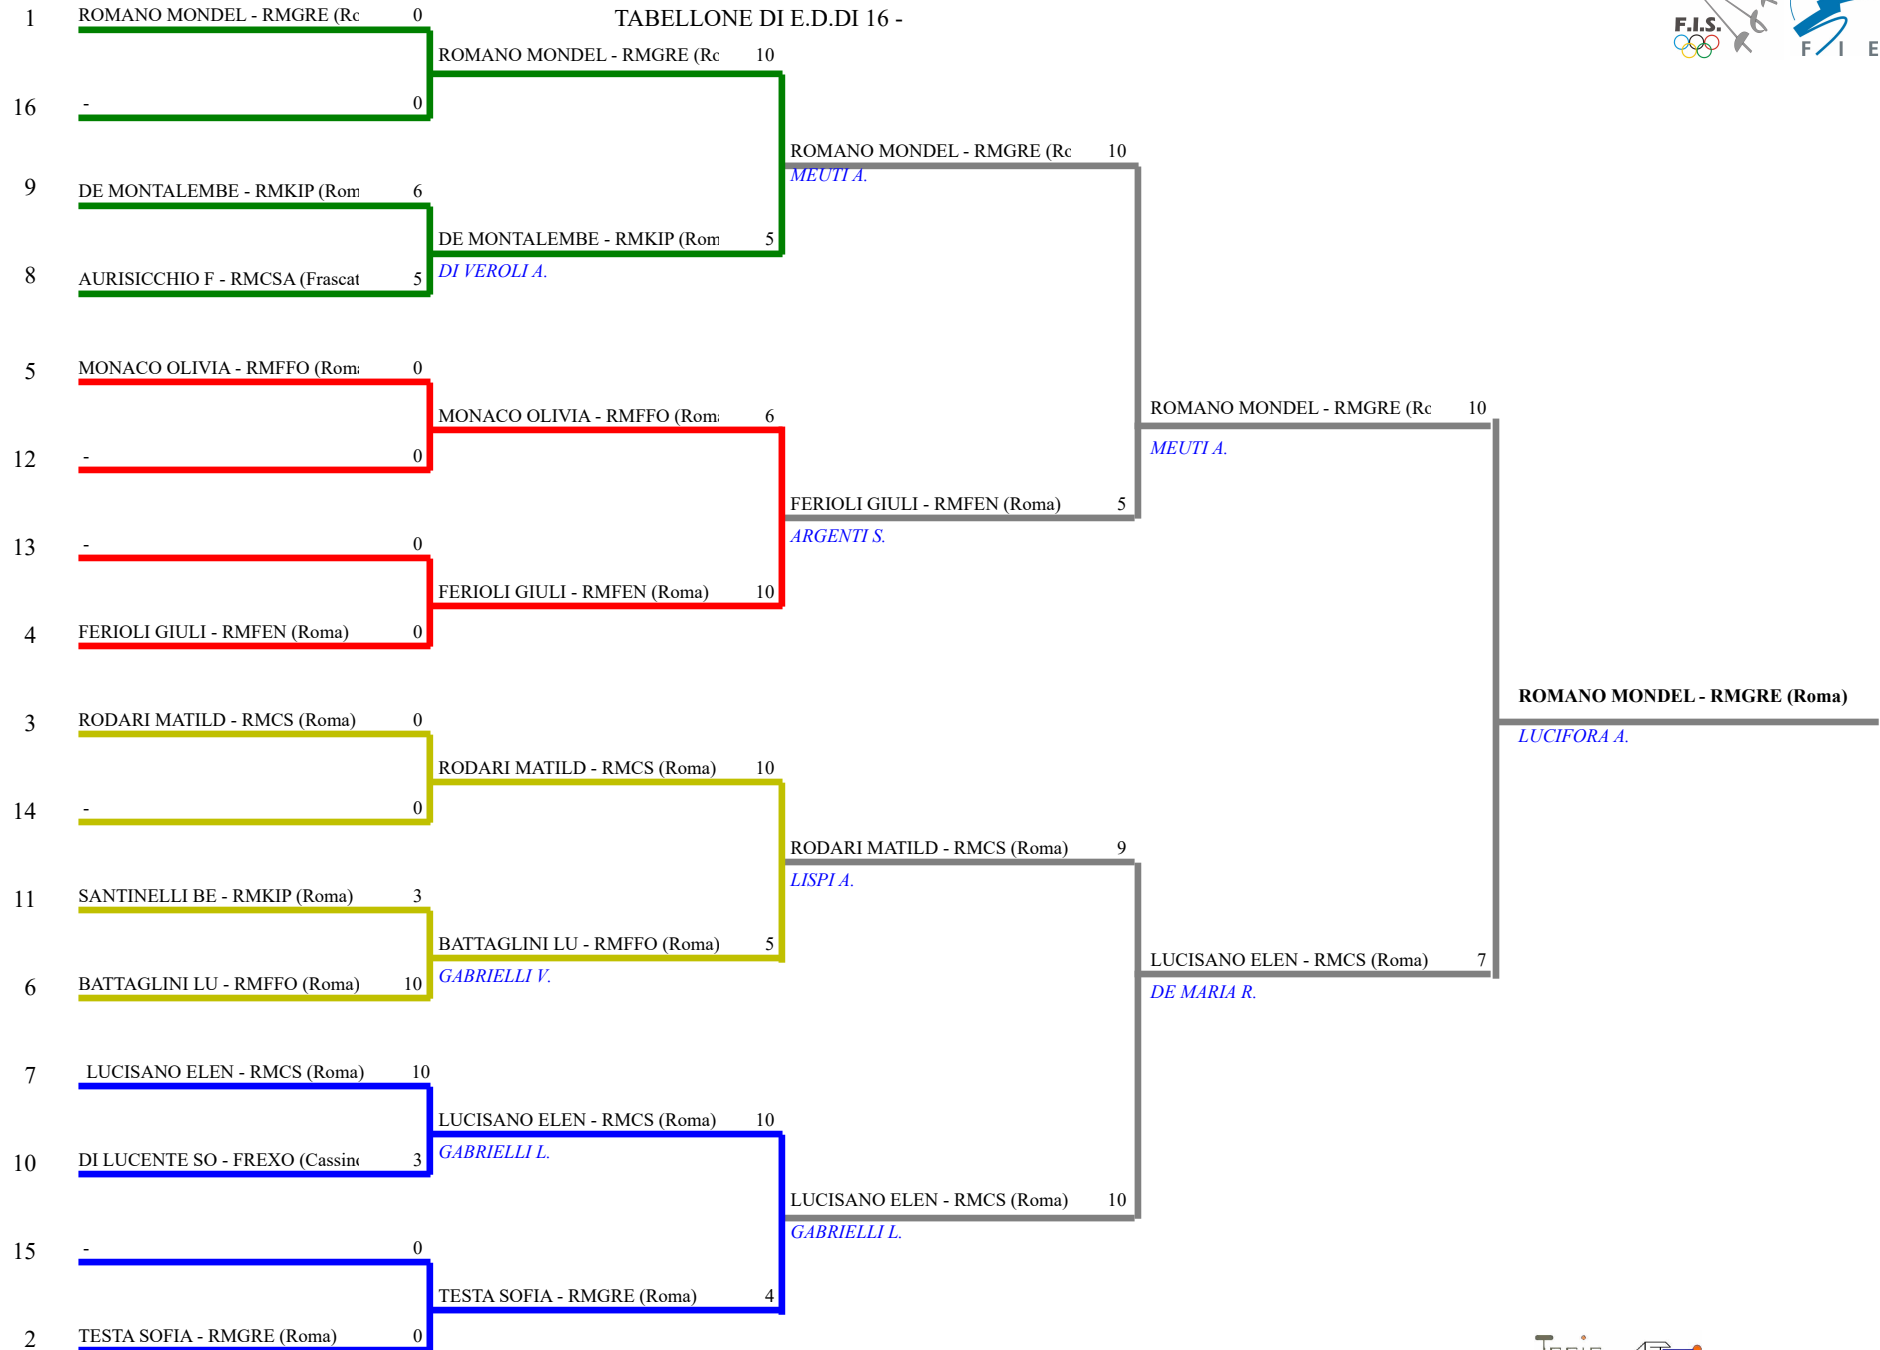 TABELLONE DI E.D.DI 16 -
F.I.S.
F I E
1 ROMANO MONDEL - RMGRE (Rc 0
ROMANO MONDEL - RMGRE (Rc 10
16 - 0
ROMANO MONDEL - RMGRE (Rc 10
MEUTI A.
9 DE MONTALEMBE - RMKIP (Rom 6
DE MONTALEMBE - RMKIP (Rom 5
DI VEROLI A.
8 AURISICCHIO F - RMCSA (Frascat 5
5 MONACO OLIVIA - RMFFO (Roma 0
MONACO OLIVIA - RMFFO (Roma 6
ROMANO MONDEL - RMGRE (Rc 10
MEUTI A.
12 - 0
FERIOLI GIULI - RMFEN (Roma) 5
ARGENTI S.
13 - 0
FERIOLI GIULI - RMFEN (Roma) 10
4 FERIOLI GIULI - RMFEN (Roma) 0
ROMANO MONDEL - RMGRE (Roma)
LUCIFORA A.
3 RODARI MATILD - RMCS (Roma) 0
RODARI MATILD - RMCS (Roma) 10
14 - 0
RODARI MATILD - RMCS (Roma) 9
LISPI A.
11 SANTINELLI BE - RMKIP (Roma) 3
BATTAGLINI LU - RMFFO (Roma) 5
GABRIELLI V.
LUCISANO ELEN - RMCS (Roma) 7
DE MARIA R.
6 BATTAGLINI LU - RMFFO (Roma) 10
7 LUCISANO ELEN - RMCS (Roma) 10
LUCISANO ELEN - RMCS (Roma) 10
GABRIELLI L.
10 DI LUCENTE SO - FREXO (Cassino 3
LUCISANO ELEN - RMCS (Roma) 10
GABRIELLI L.
15 - 0
TESTA SOFIA - RMGRE (Roma) 4
2 TESTA SOFIA - RMGRE (Roma) 0